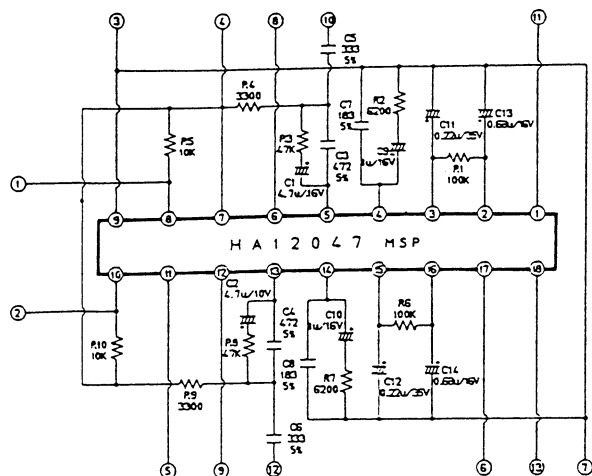 3 4 8 10 11
C5 333 5%
R4 3300
R5 10K
R3 47K
C1 4.7u/16V
C3 472 5%
C7 183 5%
R2 6200
C9 1u/16V
C11 0.22u/35V
C13 0.68u/16V
R1 100K
1
9 8 7 6 5 4 3 2 1
HA12047 MSP
10 11 12 13 14 15 16 17 18
2
R10 10K
C2 4.7u/10V
C4 472 5%
R8 47K
R9 3300
C6 333 5%
C8 183 5%
C10 1u/16V
R7 6200
R6 100K
C12 0.22u/35V
C14 0.68u/16V
5 9 12 6 13 7